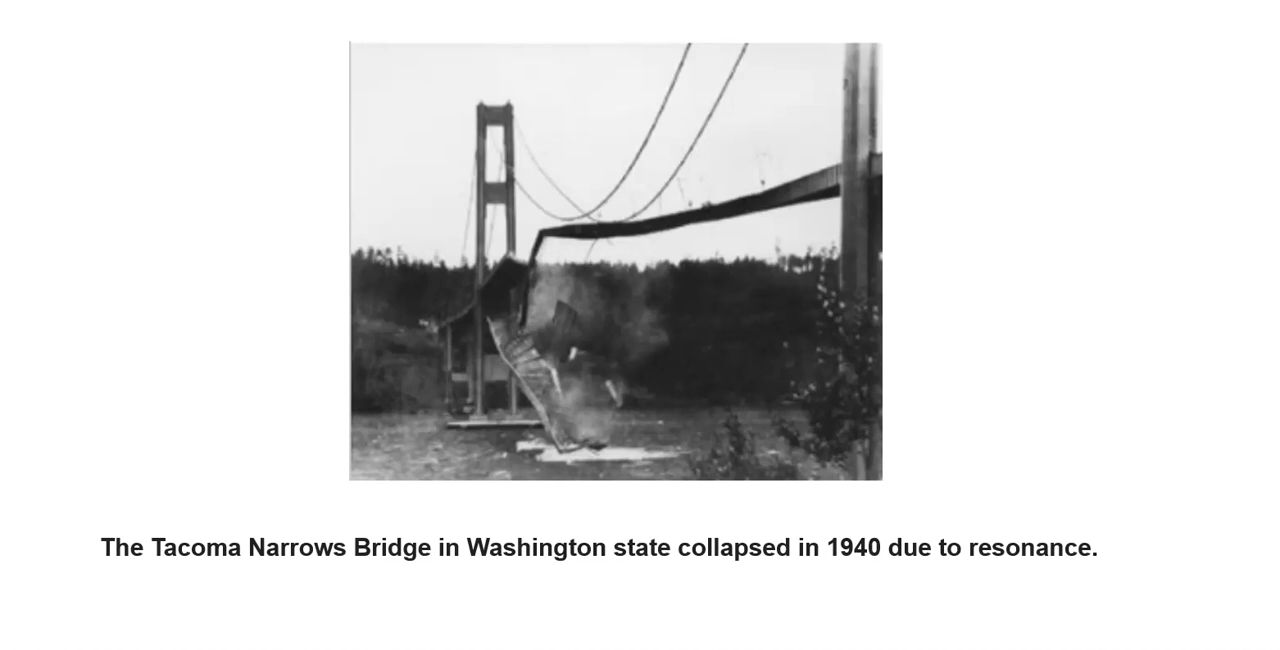 The Tacoma Narrows Bridge in Washington state collapsed in 1940 due to resonance.